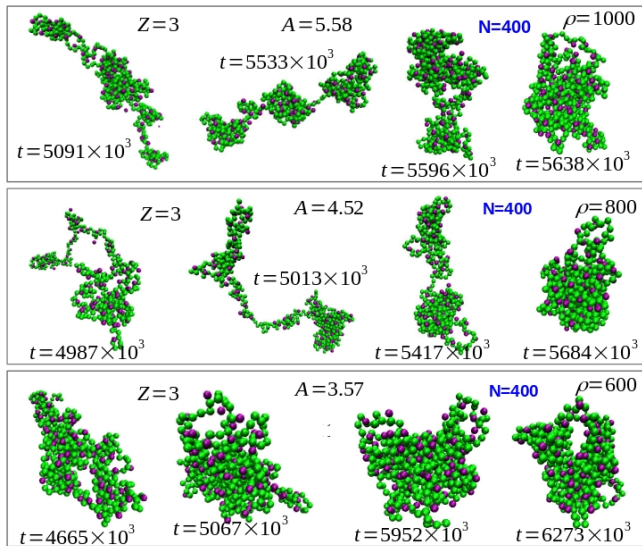 Z=3 A=5.58 N=400 ρ=1000
t=5533×10³
t=5091×10³ t=5596×10³ t=5638×10³
Z=3 A=4.52 N=400 ρ=800
t=5013×10³
t=4987×10³ t=5417×10³ t=5684×10³
Z=3 A=3.57 N=400 ρ=600
t=4665×10³ t=5067×10³ t=5952×10³ t=6273×10³